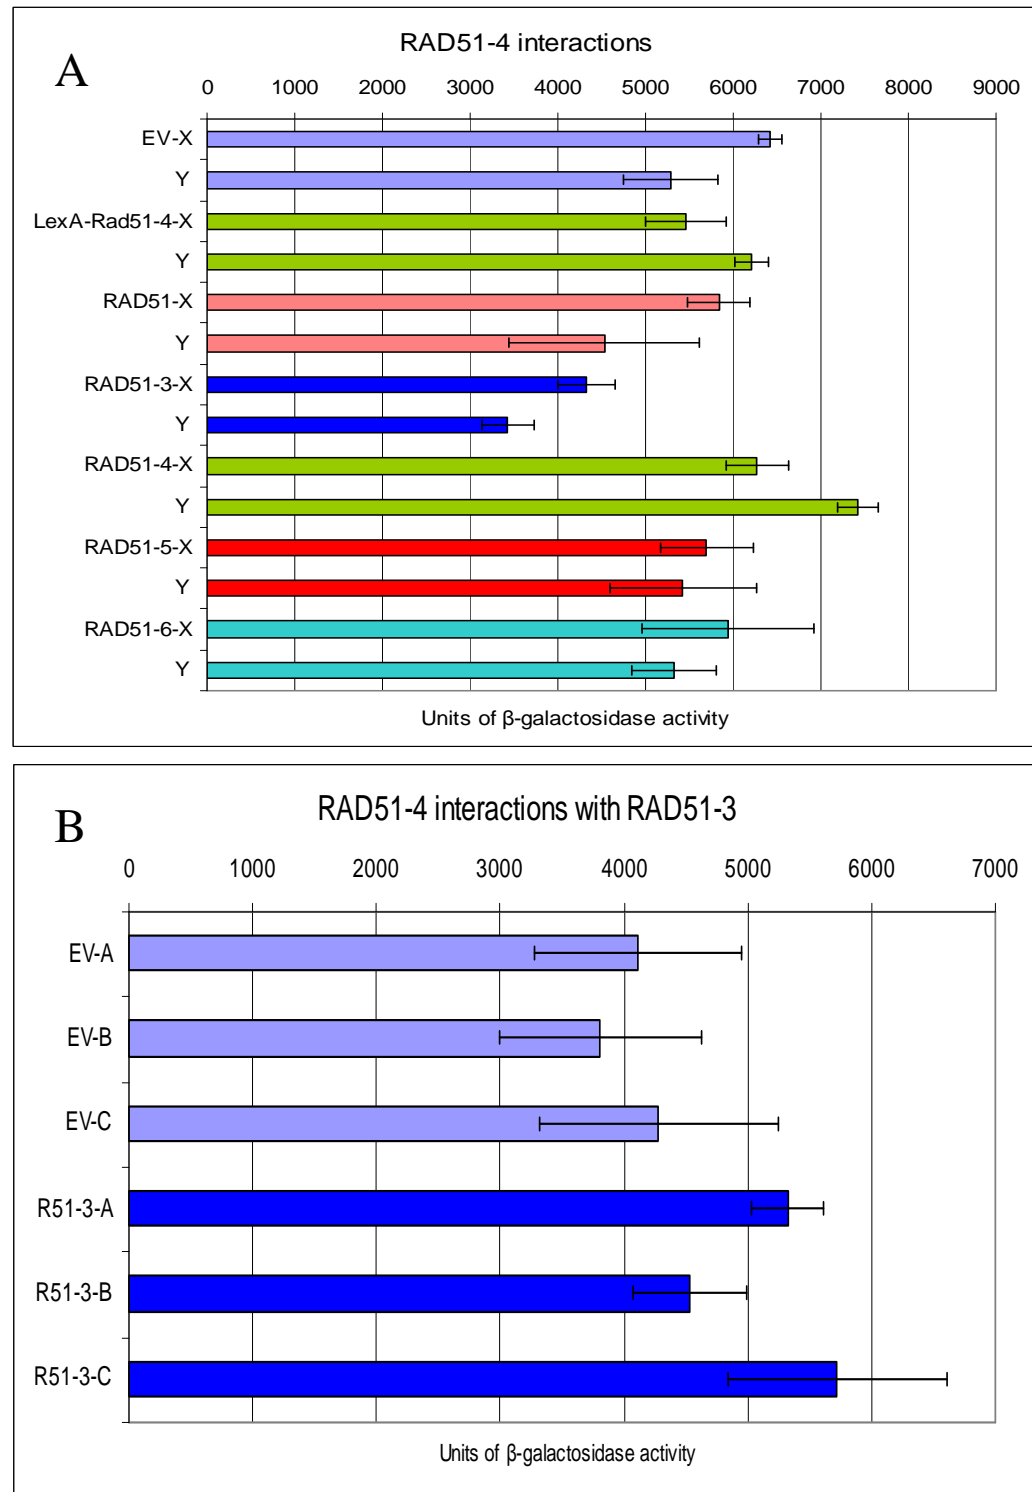 RAD51-4 interactions
A
0 1000 2000 3000 4000 5000 6000 7000 8000 9000
EV-X
Y
LexA-Rad51-4-X
Y
RAD51-X
Y
RAD51-3-X
Y
RAD51-4-X
Y
RAD51-5-X
Y
RAD51-6-X
Y
Units of β-galactosidase activity
RAD51-4 interactions with RAD51-3
B
0 1000 2000 3000 4000 5000 6000 7000
EV-A
EV-B
EV-C
R51-3-A
R51-3-B
R51-3-C
Units of β-galactosidase activity